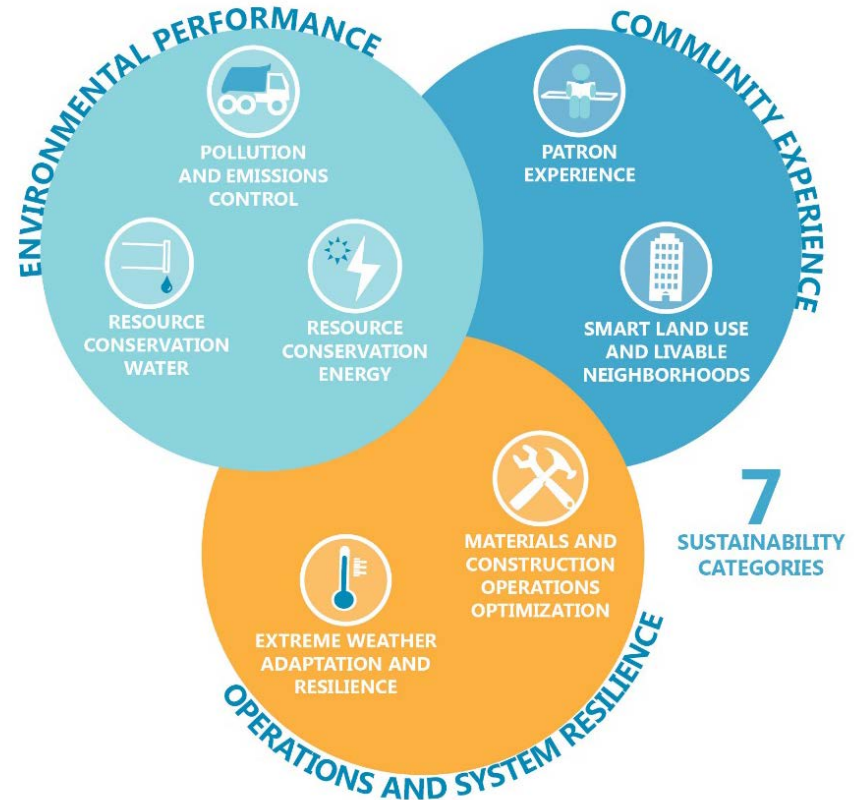 ENVIRONMENTAL PERFORMANCE
POLLUTION
AND EMISSIONS
CONTROL
RESOURCE
CONSERVATION
WATER
RESOURCE
CONSERVATION
ENERGY
COMMUNITY EXPERIENCE
PATRON
EXPERIENCE
SMART LAND USE
AND LIVABLE
NEIGHBORHOODS
MATERIALS AND
CONSTRUCTION
OPERATIONS
OPTIMIZATION
EXTREME WEATHER
ADAPTATION AND
RESILIENCE
OPERATIONS AND SYSTEM RESILIENCE
7
SUSTAINABILITY
CATEGORIES